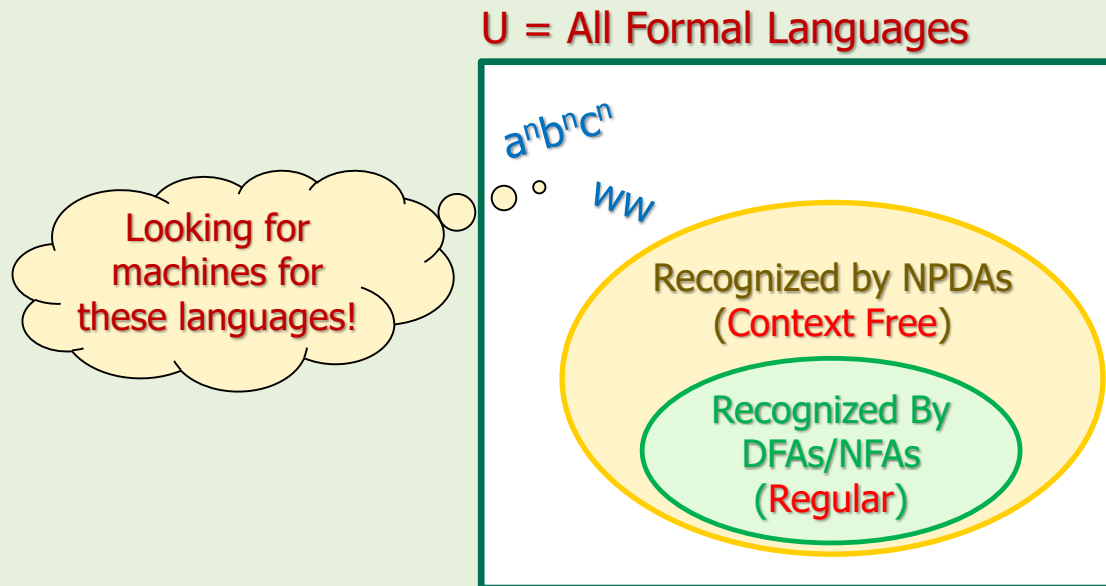 U = All Formal Languages
aⁿbⁿcⁿ
ww
Looking for
machines for
these languages!
Recognized by NPDAs
(Context Free)
Recognized By
DFAs/NFAs
(Regular)